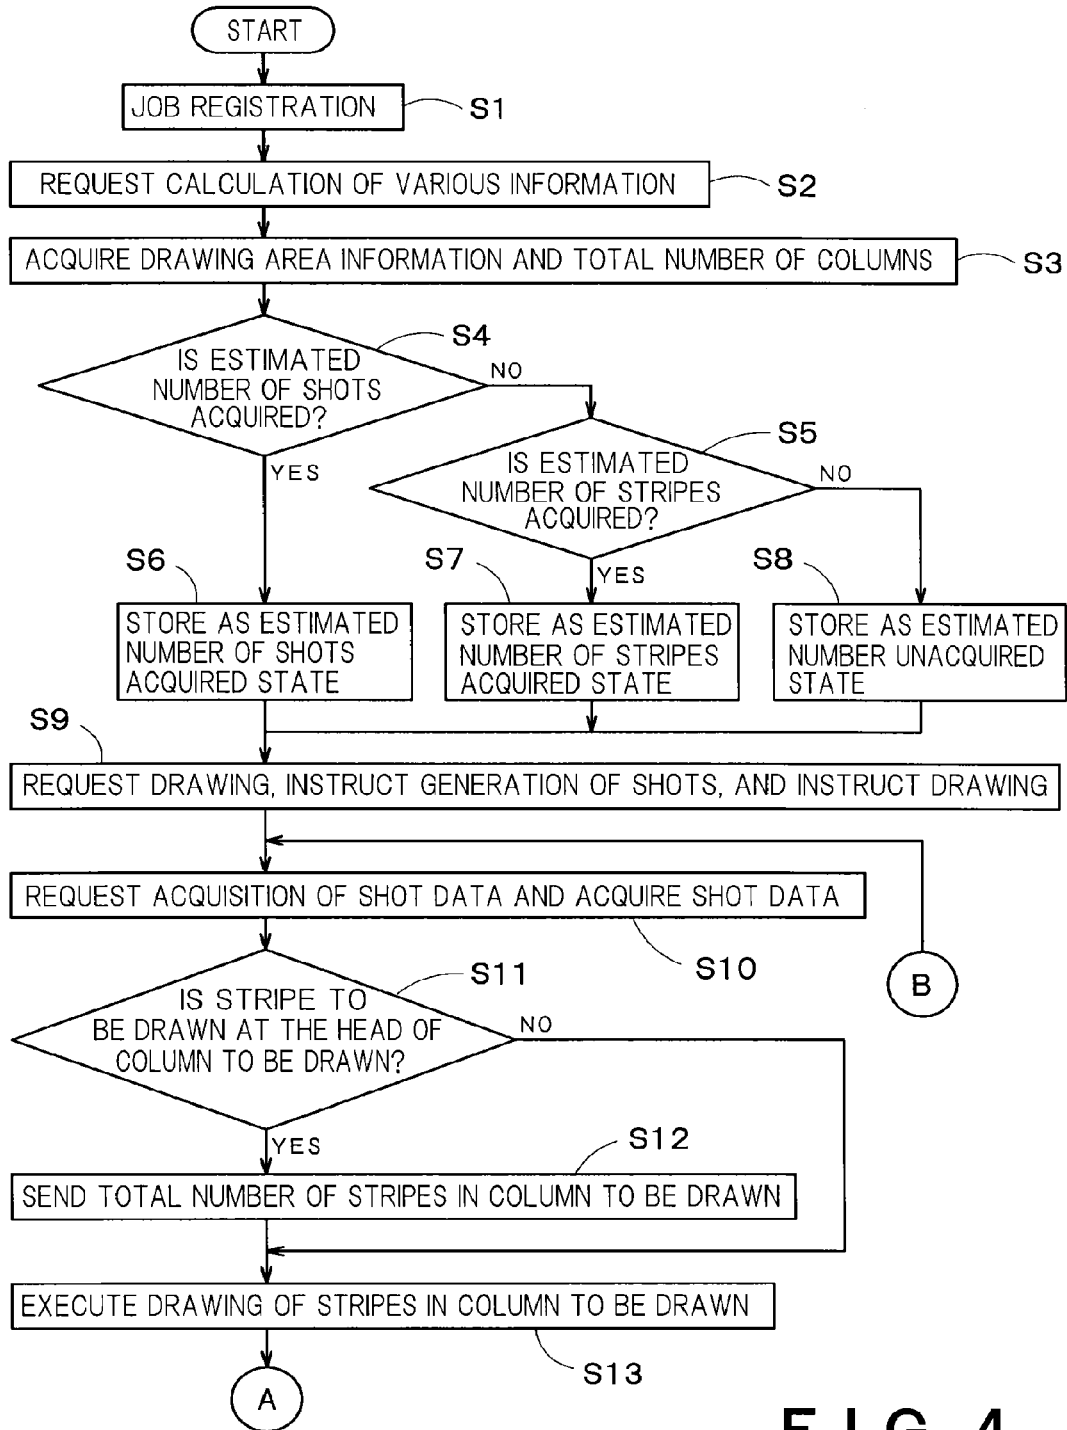 START
JOB REGISTRATION
S1
REQUEST CALCULATION OF VARIOUS INFORMATION
S2
ACQUIRE DRAWING AREA INFORMATION AND TOTAL NUMBER OF COLUMNS
S3
S4
IS ESTIMATED
NUMBER OF SHOTS
ACQUIRED?
NO
YES
S5
IS ESTIMATED
NUMBER OF STRIPES
ACQUIRED?
NO
YES
S6
STORE AS ESTIMATED
NUMBER OF SHOTS
ACQUIRED STATE
S7
STORE AS ESTIMATED
NUMBER OF STRIPES
ACQUIRED STATE
S8
STORE AS ESTIMATED
NUMBER UNACQUIRED
STATE
S9
REQUEST DRAWING, INSTRUCT GENERATION OF SHOTS, AND INSTRUCT DRAWING
REQUEST ACQUISITION OF SHOT DATA AND ACQUIRE SHOT DATA
S10
B
S11
IS STRIPE TO
BE DRAWN AT THE HEAD OF
COLUMN TO BE DRAWN?
NO
YES
S12
SEND TOTAL NUMBER OF STRIPES IN COLUMN TO BE DRAWN
EXECUTE DRAWING OF STRIPES IN COLUMN TO BE DRAWN
S13
A
FIG. 4